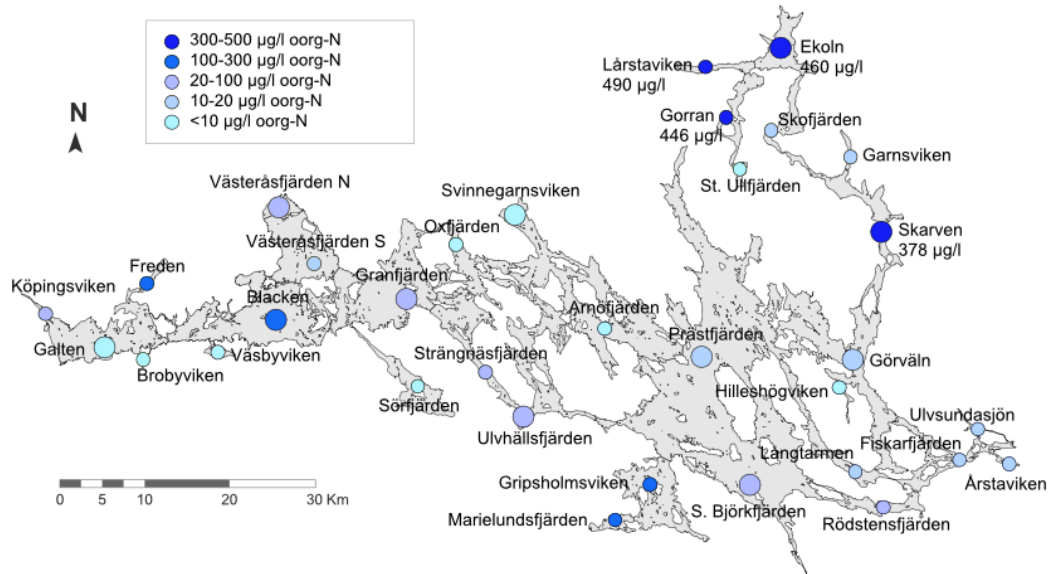 300-500 µg/l oorg-N
100-300 µg/l oorg-N
20-100 µg/l oorg-N
10-20 µg/l oorg-N
<10 µg/l oorg-N
N
Ekoln
460 µg/l
Lårstaviken
490 µg/l
Gorran
446 µg/l
Skofjärden
Garnsviken
St. Ullfjärden
Skarven
378 µg/l
Västeråsfjärden N
Svinnegarnsviken
Oxfjärden
Västeråsfjärden S
Freden
Granfjärden
Köpingsviken
Blacken
Arnöfjärden
Prästfjärden
Galten
Väsbyviken
Strängnäsfjärden
Görväln
Brobyviken
Hilleshögviken
Sörfjärden
Ulvsundasjön
Ulvhällsfjärden
Fiskarfjärden
Långtarmen
Gripsholmsviken
Årstaviken
0 5 10 20 30 Km
S. Björkfjärden
Marielundsfjärden
Rödstensfjärden